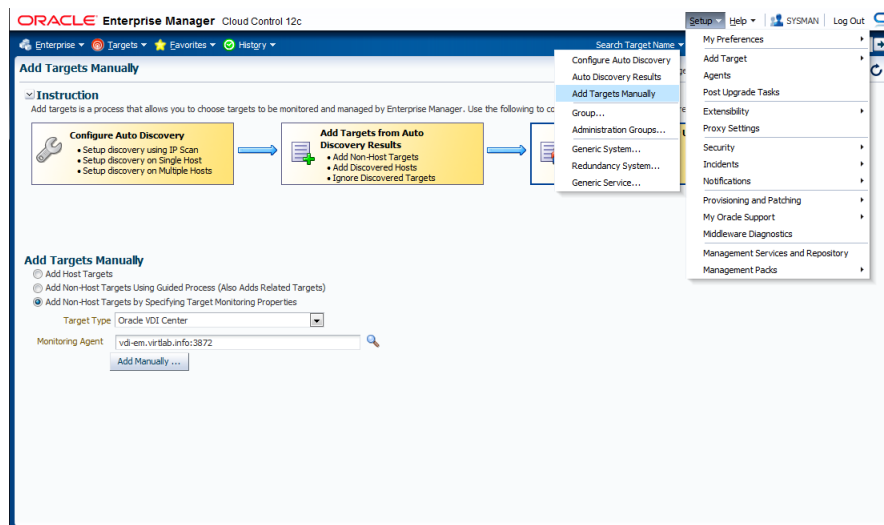 ORACLE Enterprise Manager Cloud Control 12c
Setup Help SYSMAN Log Out
Enterprise Targets Favorites History Search Target Name
Add Targets Manually
Instruction
Add targets is a process that allows you to choose targets to be monitored and managed by Enterprise Manager. Use the following to
Configure Auto Discovery
• Setup discovery using IP Scan
• Setup discovery on Single Host
• Setup discovery on Multiple Hosts
Add Targets from Auto
Discovery Results
• Add Non-Host Targets
• Add Discovered Hosts
• Ignore Discovered Targets
Configure Auto Discovery
Auto Discovery Results
Add Targets Manually
Group...
Administration Groups...
Generic System...
Redundancy System...
Generic Service...
My Preferences
Add Target
Agents
Post Upgrade Tasks
Extensibility
Proxy Settings
Security
Incidents
Notifications
Provisioning and Patching
My Oracle Support
Middleware Diagnostics
Management Services and Repository
Management Packs
Add Targets Manually
Add Host Targets
Add Non-Host Targets Using Guided Process (Also Adds Related Targets)
Add Non-Host Targets by Specifying Target Monitoring Properties
Target Type Oracle VDI Center
Monitoring Agent vdi-em.virtlab.info:3872
Add Manually ...